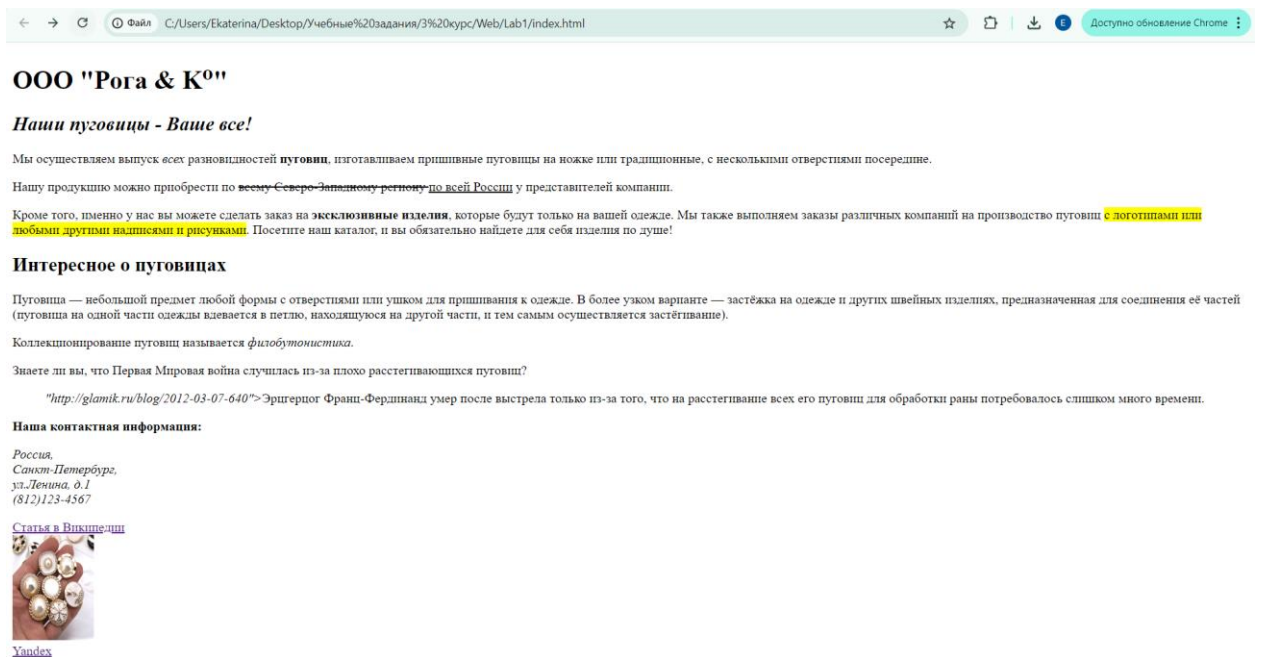 Файл C:/Users/Ekaterina/Desktop/Учебные%20задания/3%20курс/Web/Lab1/index.html E Доступно обновление Chrome
ООО "Рога & Kº"
Наши пуговицы - Ваше все!
Мы осуществляем выпуск всех разновидностей пуговиц, изготавливаем пришивные пуговицы на ножке или традиционные, с несколькими отверстиями посередине.
Нашу продукцию можно приобрести по всему Северо-Западному региону по всей России у представителей компании.
Кроме того, именно у нас вы можете сделать заказ на эксклюзивные изделия, которые будут только на вашей одежде. Мы также выполняем заказы различных компаний на производство пуговиц с логотипами или
любыми другими надписями и рисунками. Посетите наш каталог, и вы обязательно найдете для себя изделия по душе!
Интересное о пуговицах
Пуговица — небольшой предмет любой формы с отверстиями или ушком для пришивания к одежде. В более узком варианте — застёжка на одежде и других швейных изделиях, предназначенная для соединения её частей
(пуговица на одной части одежды вдевается в петлю, находящуюся на другой части, и тем самым осуществляется застёгивание).
Коллекционирование пуговиц называется филобутонистика.
Знаете ли вы, что Первая Мировая война случилась из-за плохо расстегивающихся пуговиц?
"http://glamik.ru/blog/2012-03-07-640">Эрцгерцог Франц-Фердинанд умер после выстрела только из-за того, что на расстегивание всех его пуговиц для обработки раны потребовалось слишком много времени.
Наша контактная информация:
Россия,
Санкт-Петербург,
ул.Ленина, д.1
(812)123-4567
Статья в Википедии
Yandex